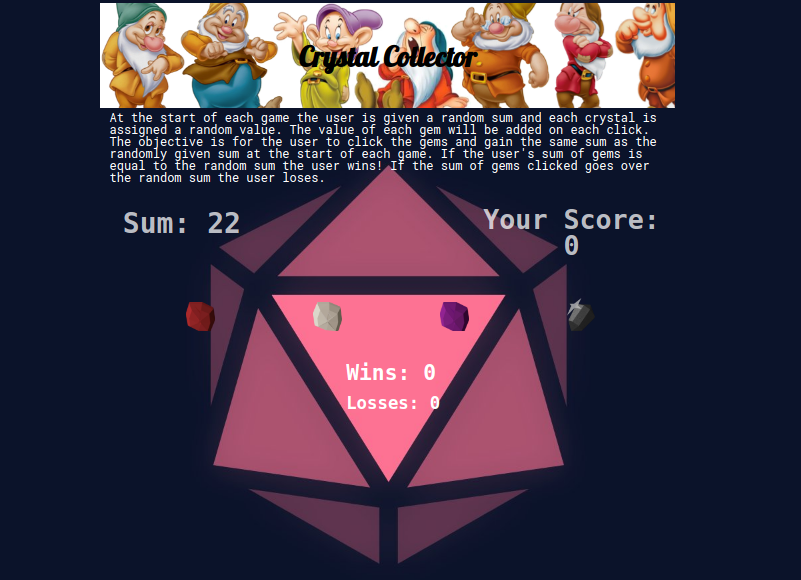 Crystal Collector
At the start of each game the user is given a random sum and each crystal is
assigned a random value. The value of each gem will be added on each click.
The objective is for the user to click the gems and gain the same sum as the
randomly given sum at the start of each game. If the user's sum of gems is
equal to the random sum the user wins! If the sum of gems clicked goes over
the random sum the user loses.
Sum: 22
Your Score:
0
Wins: 0
Losses: 0